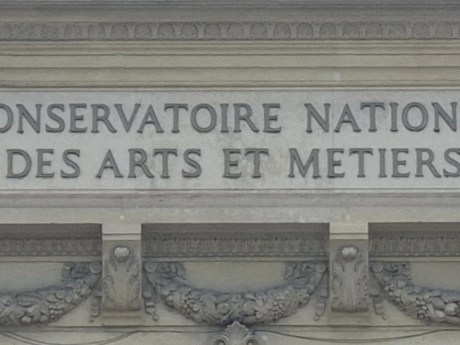 ONSERVATOIRE NATION
DES ARTS ET METIERS